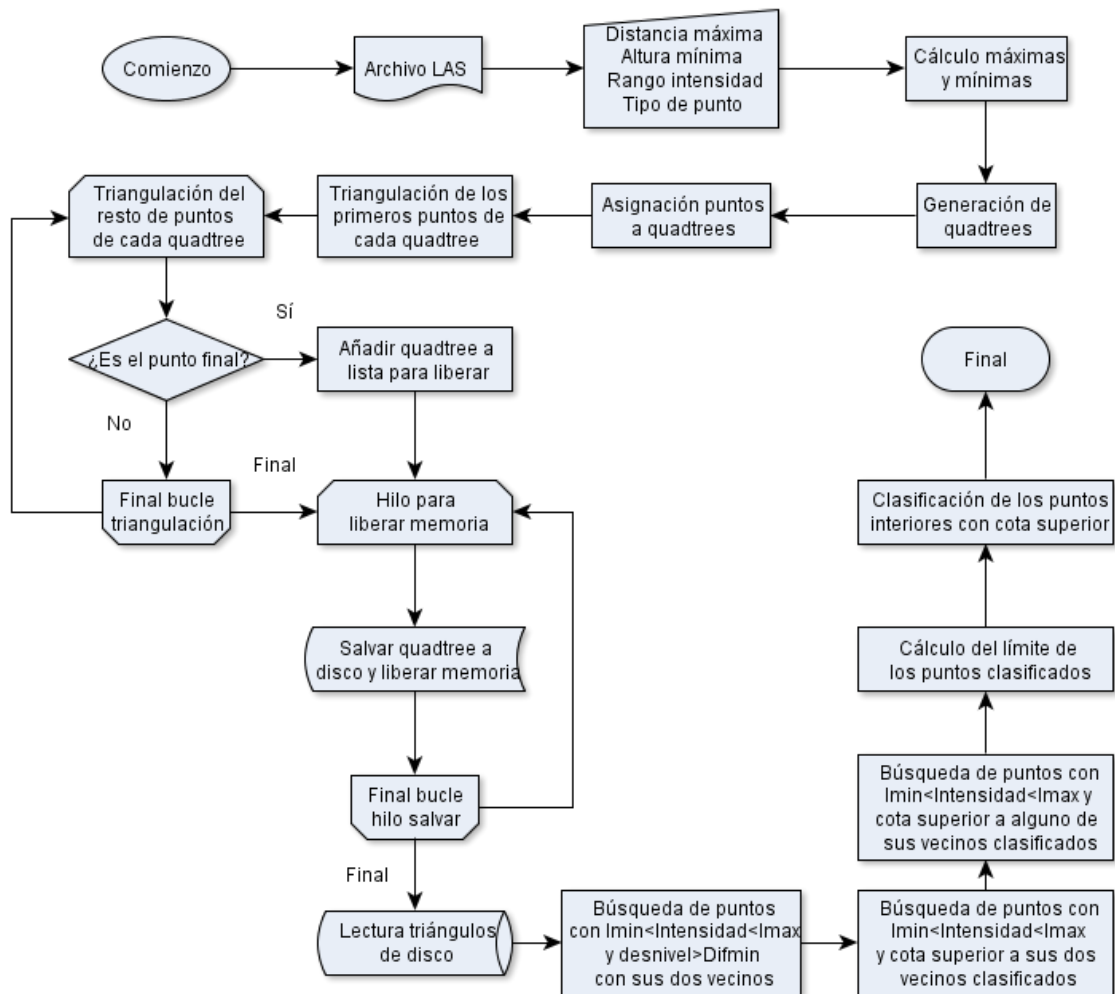 Comienzo
Archivo LAS
Distancia máxima
Altura mínima
Rango intensidad
Tipo de punto
Cálculo máximas
y mínimas
Generación de
quadtrees
Asignación puntos
a quadtrees
Triangulación de los
primeros puntos de
cada quadtree
Triangulación del
resto de puntos
de cada quadtree
¿Es el punto final?
Sí
Añadir quadtree a
lista para liberar
No
Final bucle
triangulación
Final
Hilo para
liberar memoria
Salvar quadtree a
disco y liberar memoria
Final bucle
hilo salvar
Final
Lectura triángulos
de disco
Búsqueda de puntos
con Imin<Intensidad<Imax
y desnivel>Difmin
con sus dos vecinos
Búsqueda de puntos con
Imin<Intensidad<Imax
y cota superior a sus dos
vecinos clasificados
Búsqueda de puntos con
Imin<Intensidad<Imax y
cota superior a alguno de
sus vecinos clasificados
Cálculo del límite de
los puntos clasificados
Clasificación de los puntos
interiores con cota superior
Final